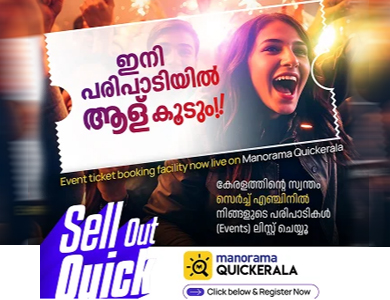 ഇനി
പരിപാടിയിൽ
ആള് കൂടും!!
Event ticket booking facility now live on Manorama Quickerala
കേരളത്തിന്റെ സ്വന്തം
സെർച്ച് എഞ്ചിനിൽ
നിങ്ങളുടെ പരിപാടികൾ
(Events) ലിസ്റ്റ് ചെയ്യൂ
Sell Out
Quick
manorama
QUICKERALA
Click below & Register Now